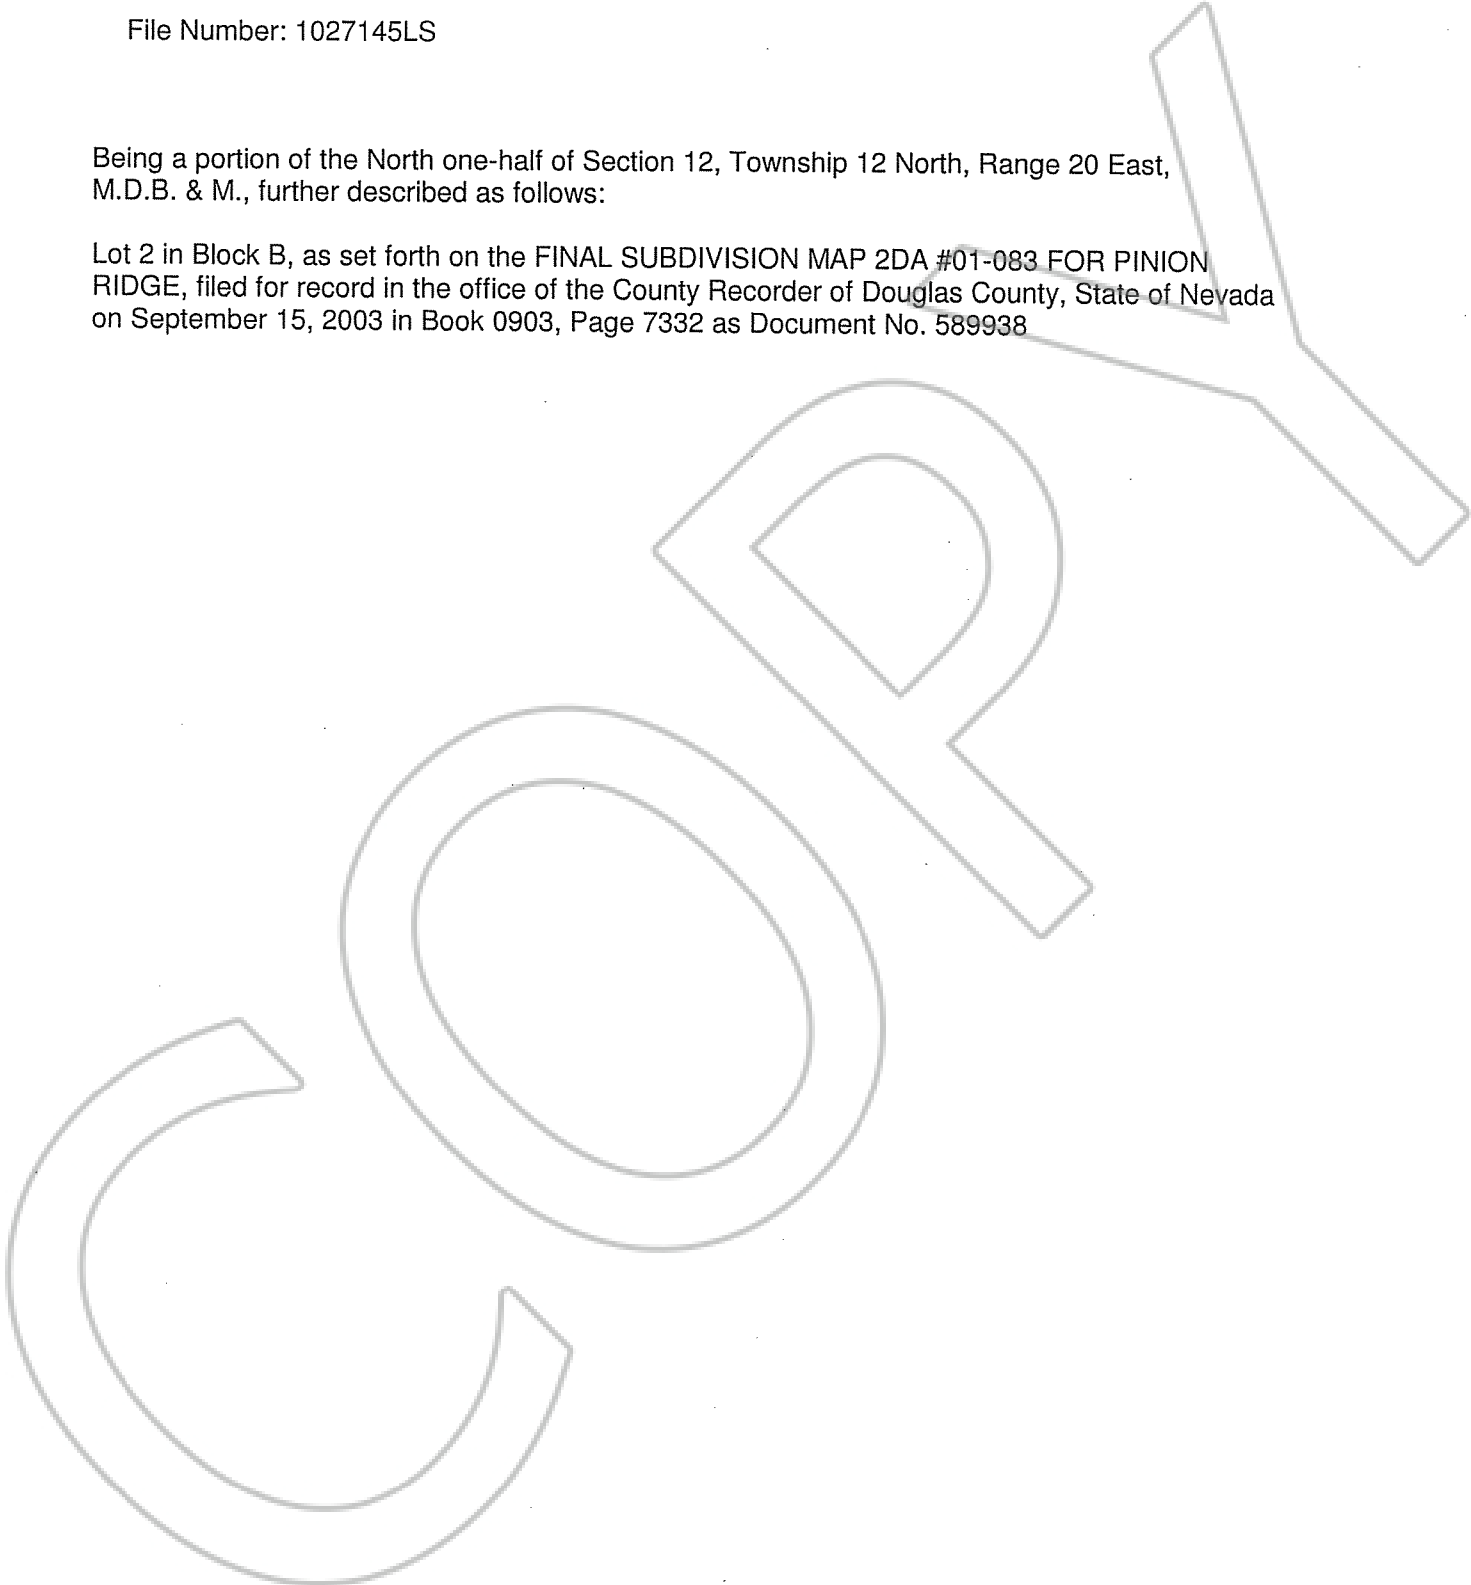 File Number: 1027145LS
Being a portion of the North one-half of Section 12, Township 12 North, Range 20 East,
M.D.B. & M., further described as follows:
Lot 2 in Block B, as set forth on the FINAL SUBDIVISION MAP 2DA #01-083 FOR PINION
RIDGE, filed for record in the office of the County Recorder of Douglas County, State of Nevada
on September 15, 2003 in Book 0903, Page 7332 as Document No. 589938
COPY